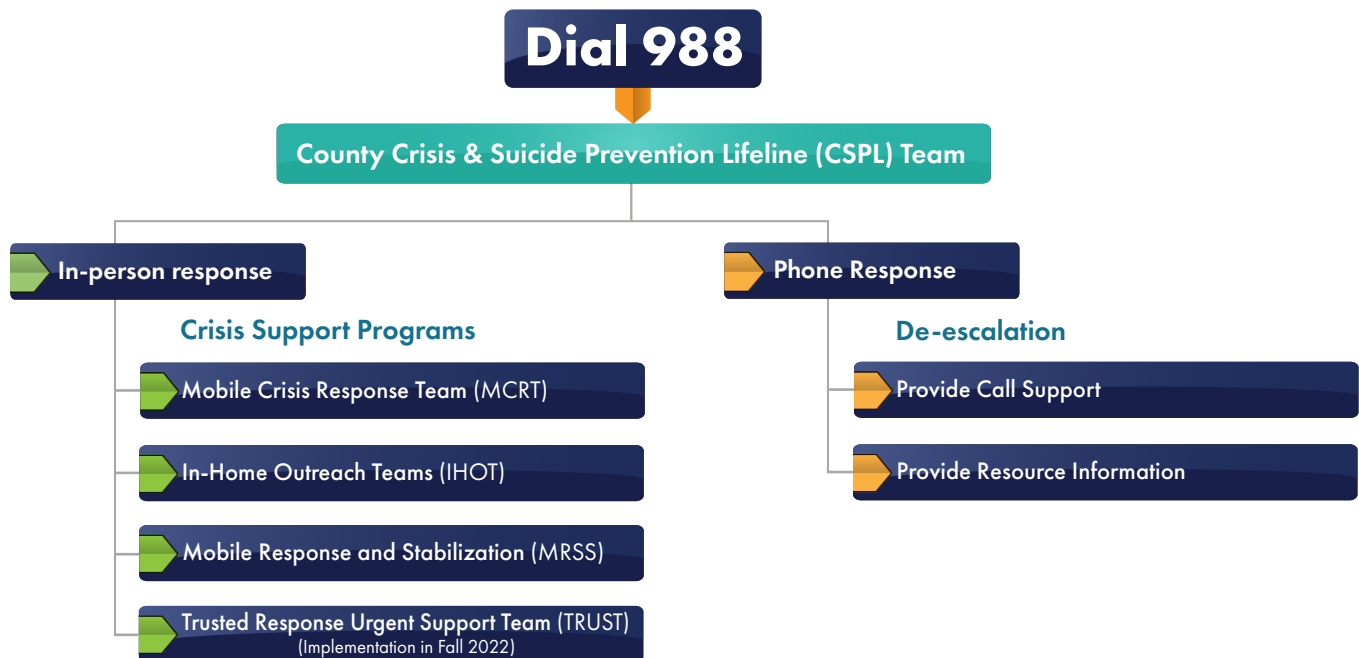 Dial 988
County Crisis & Suicide Prevention Lifeline (CSPL) Team
In-person response
Crisis Support Programs
Mobile Crisis Response Team (MCRT)
In-Home Outreach Teams (IHOT)
Mobile Response and Stabilization (MRSS)
Trusted Response Urgent Support Team (TRUST)
(Implementation in Fall 2022)
Phone Response
De-escalation
Provide Call Support
Provide Resource Information